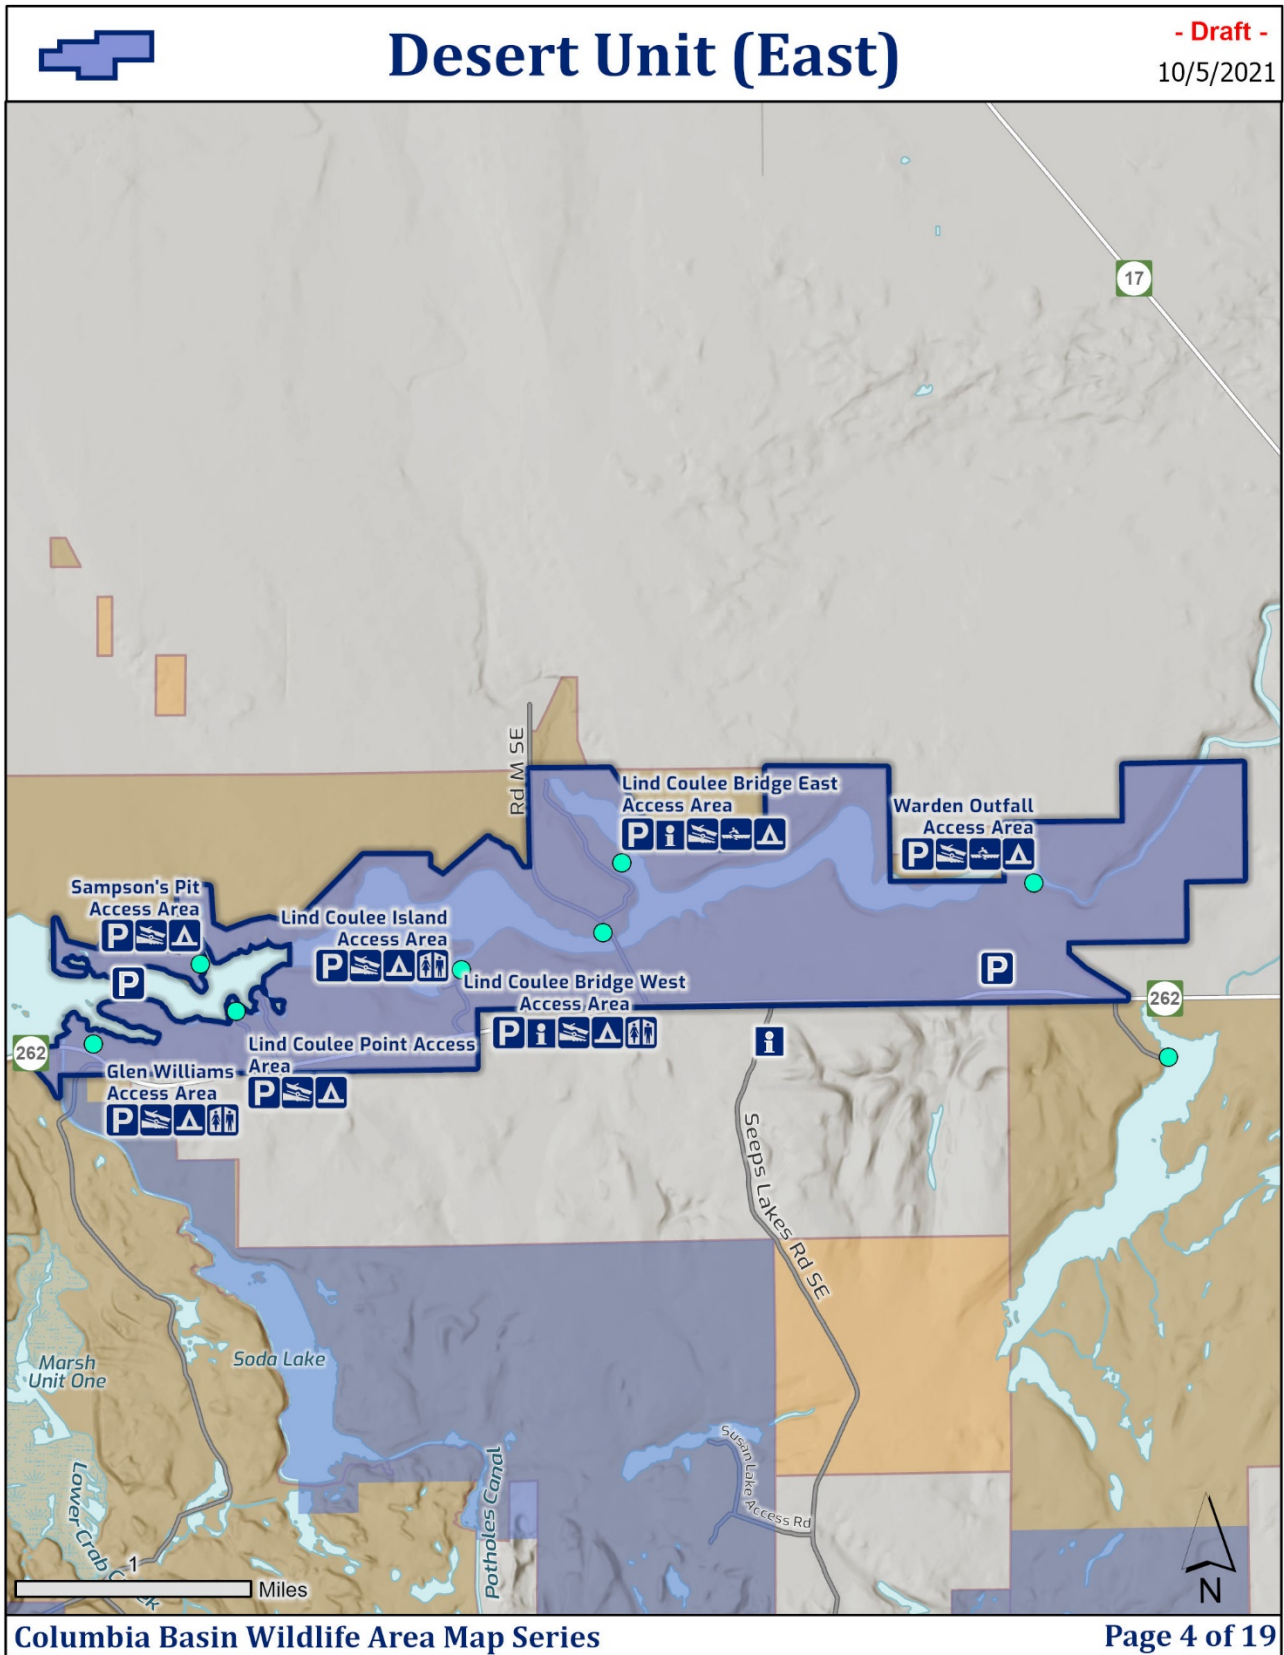 Desert Unit (East)
- Draft -
10/5/2021
17
Rd M SE
Lind Coulee Bridge East
Access Area
P
Warden Outfall
Access Area
P
Sampson's Pit
Access Area
P
P
Lind Coulee Island
Access Area
P
Lind Coulee Bridge West
Access Area
P
P
262
262
Lind Coulee Point Access
Area
P
Glen Williams
Access Area
P
Seeps Lakes Rd SE
Marsh
Unit One
Soda Lake
Susan Lake Access Rd
Lower Crab Creek
Potholes Canal
1
Miles
N
Columbia Basin Wildlife Area Map Series
Page 4 of 19